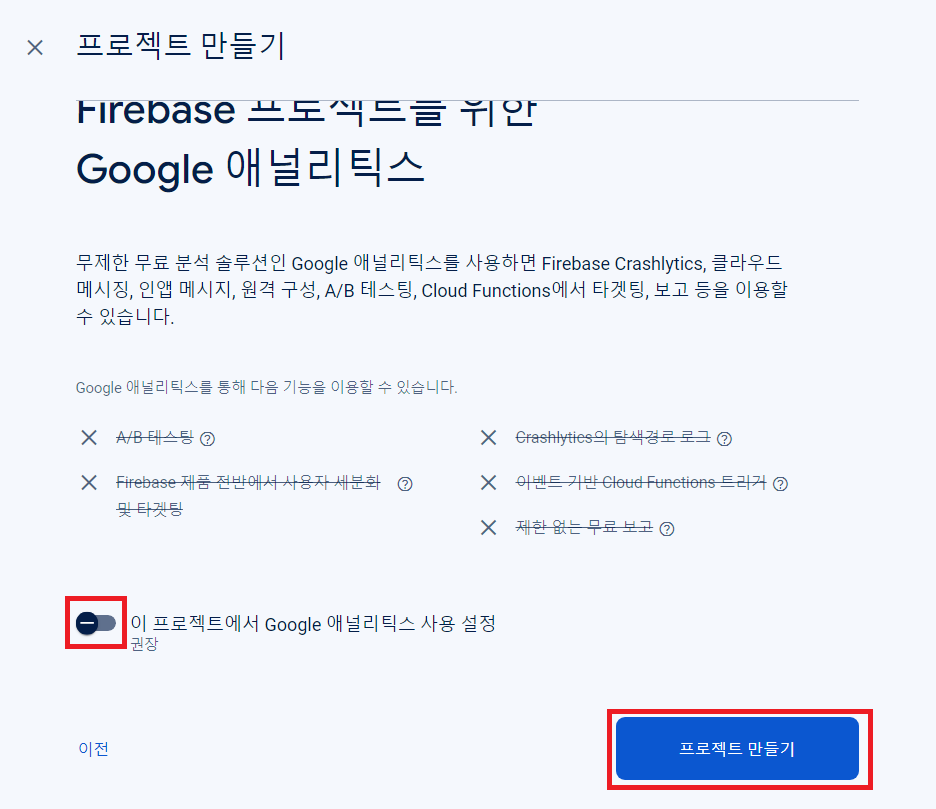 프로젝트 만들기
Firebase 프로젝트를 위한
Google 애널리틱스
무제한 무료 분석 솔루션인 Google 애널리틱스를 사용하면 Firebase Crashlytics, 클라우드
메시징, 인앱 메시지, 원격 구성, A/B 테스팅, Cloud Functions에서 타겟팅, 보고 등을 이용할
수 있습니다.
Google 애널리틱스를 통해 다음 기능을 이용할 수 있습니다.
A/B 테스팅
Crashlytics의 탐색경로 로그
Firebase 제품 전반에서 사용자 세분화
및 타겟팅
이벤트 기반 Cloud Functions 트리거
제한 없는 무료 보고
이 프로젝트에서 Google 애널리틱스 사용 설정
권장
이전
프로젝트 만들기